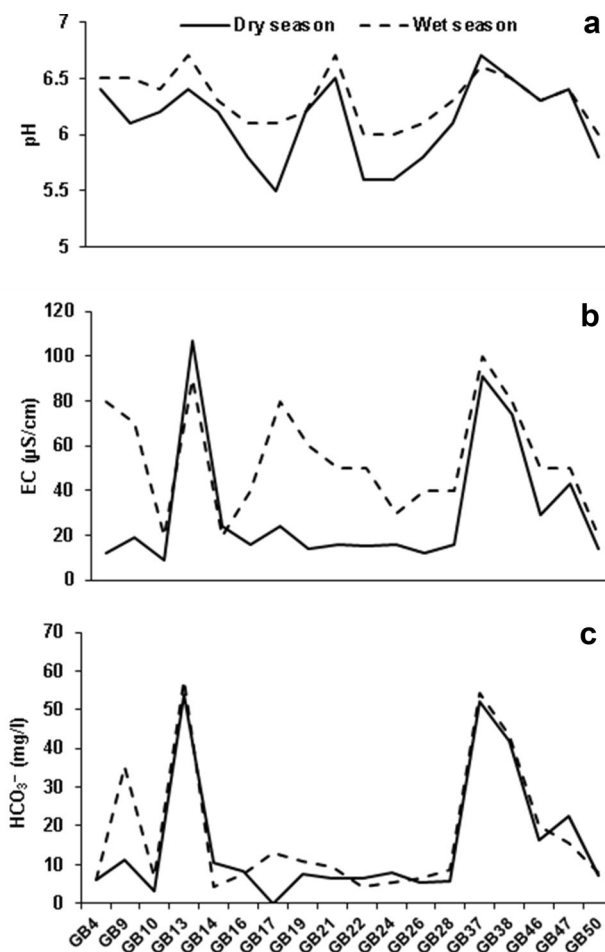 Dry season Wet season
a
7
6.5
6
5.5
5
pH
b
120
100
80
60
40
20
0
EC (µS/cm)
c
70
60
50
40
30
20
10
0
HCO₃⁻ (mg/l)
GB4 GB9 GB10 GB13 GB14 GB16 GB17 GB19 GB21 GB22 GB24 GB26 GB28 GB37 GB38 GB46 GB47 GB50